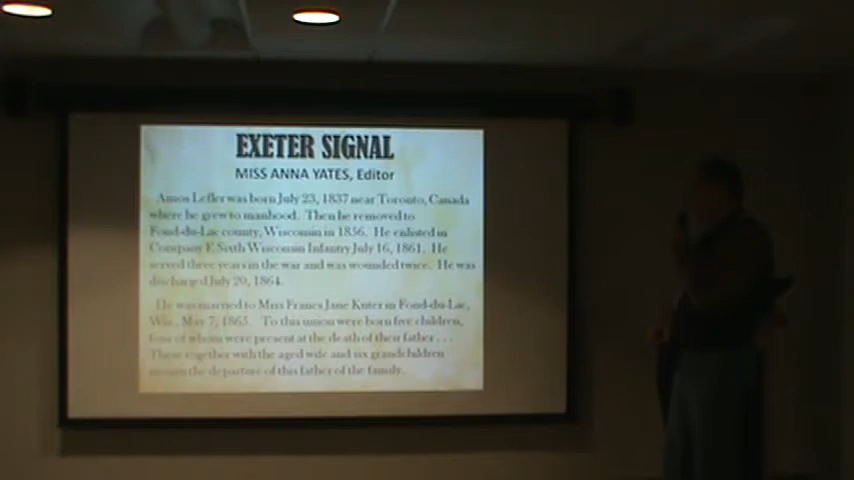 EXETER SIGNAL
MISS ANNA YATES, Editor
Amos Lefler was born July 23, 1837 near Toronto, Canada
where he grew to manhood. Then he removed to
Fond-du-Lac county, Wisconsin in 1856. He enlisted in
Company E Sixth Wisconsin Infantry July 16, 1861. He
served three years in the war and was wounded twice. He was
discharged July 20, 1864.
He was married to Miss Frances Jane Kuter in Fond-du-Lac,
Wis., May 7, 1865. To this union were born five children,
four of whom were present at the death of their father . . .
These together with the aged wife and six grandchildren
mourn the departure of this father of the family.